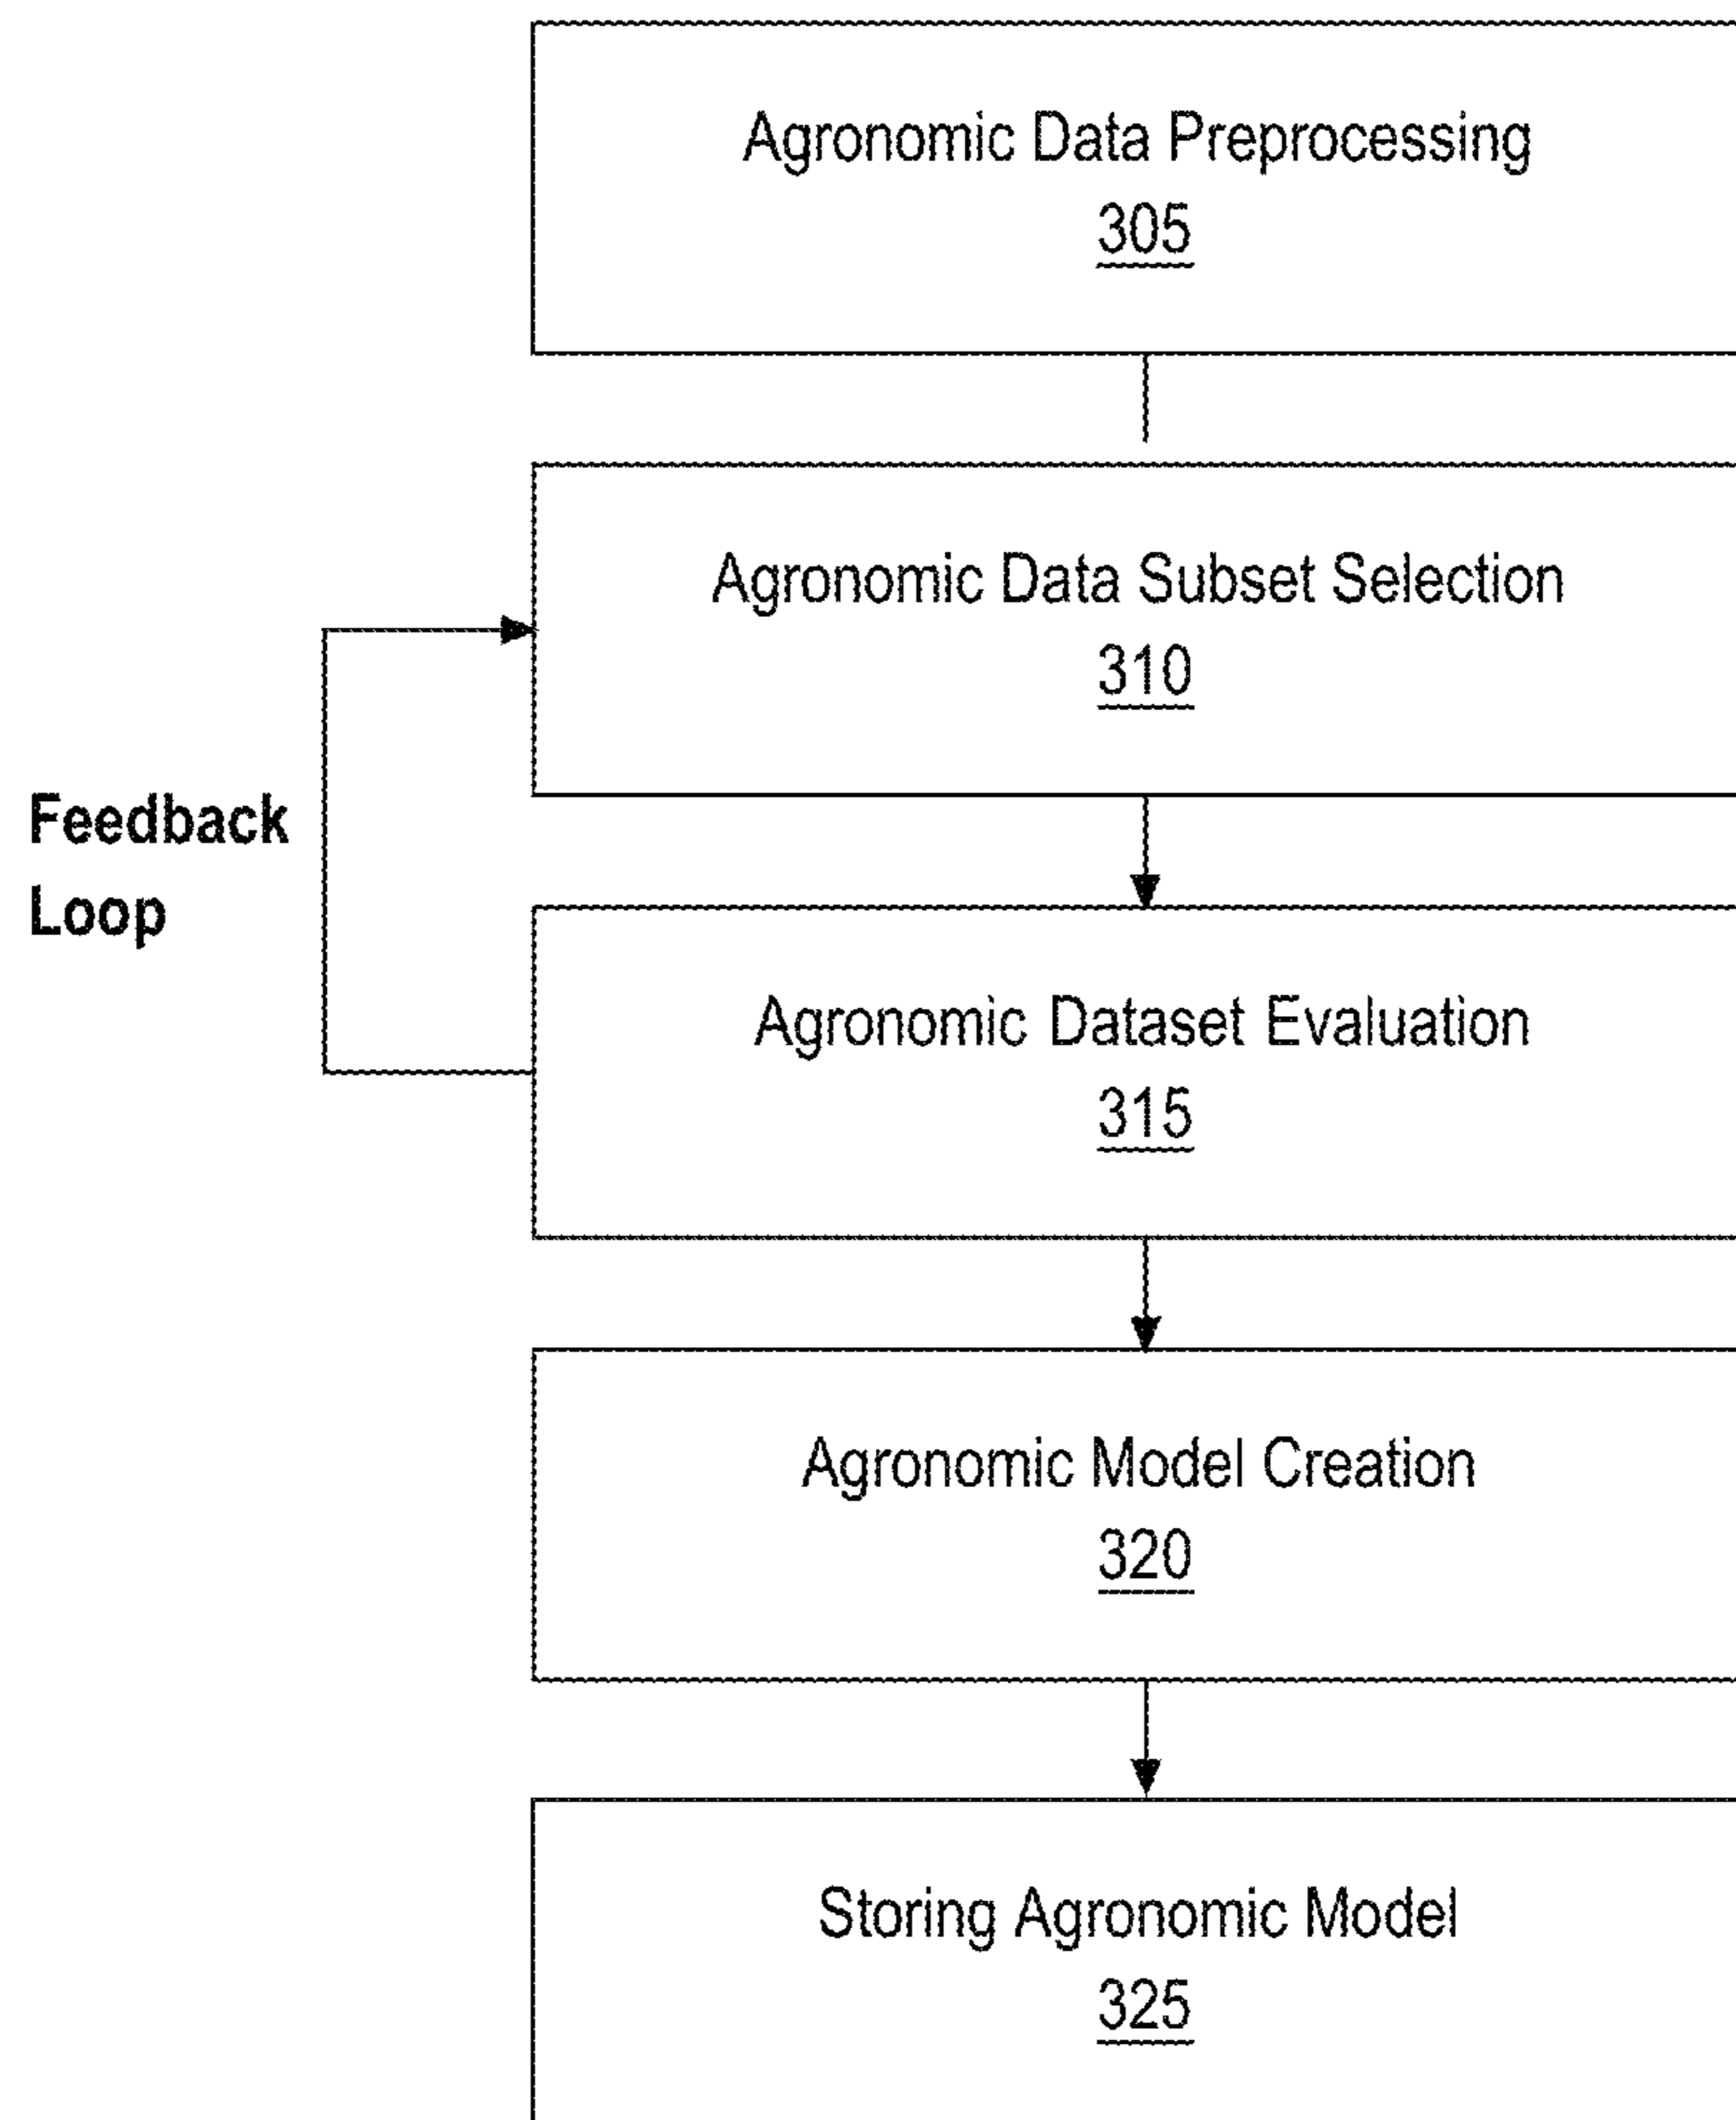 Agronomic Data Preprocessing
305
Agronomic Data Subset Selection
310
Feedback
Loop
Agronomic Dataset Evaluation
315
Agronomic Model Creation
320
Storing Agronomic Model
325